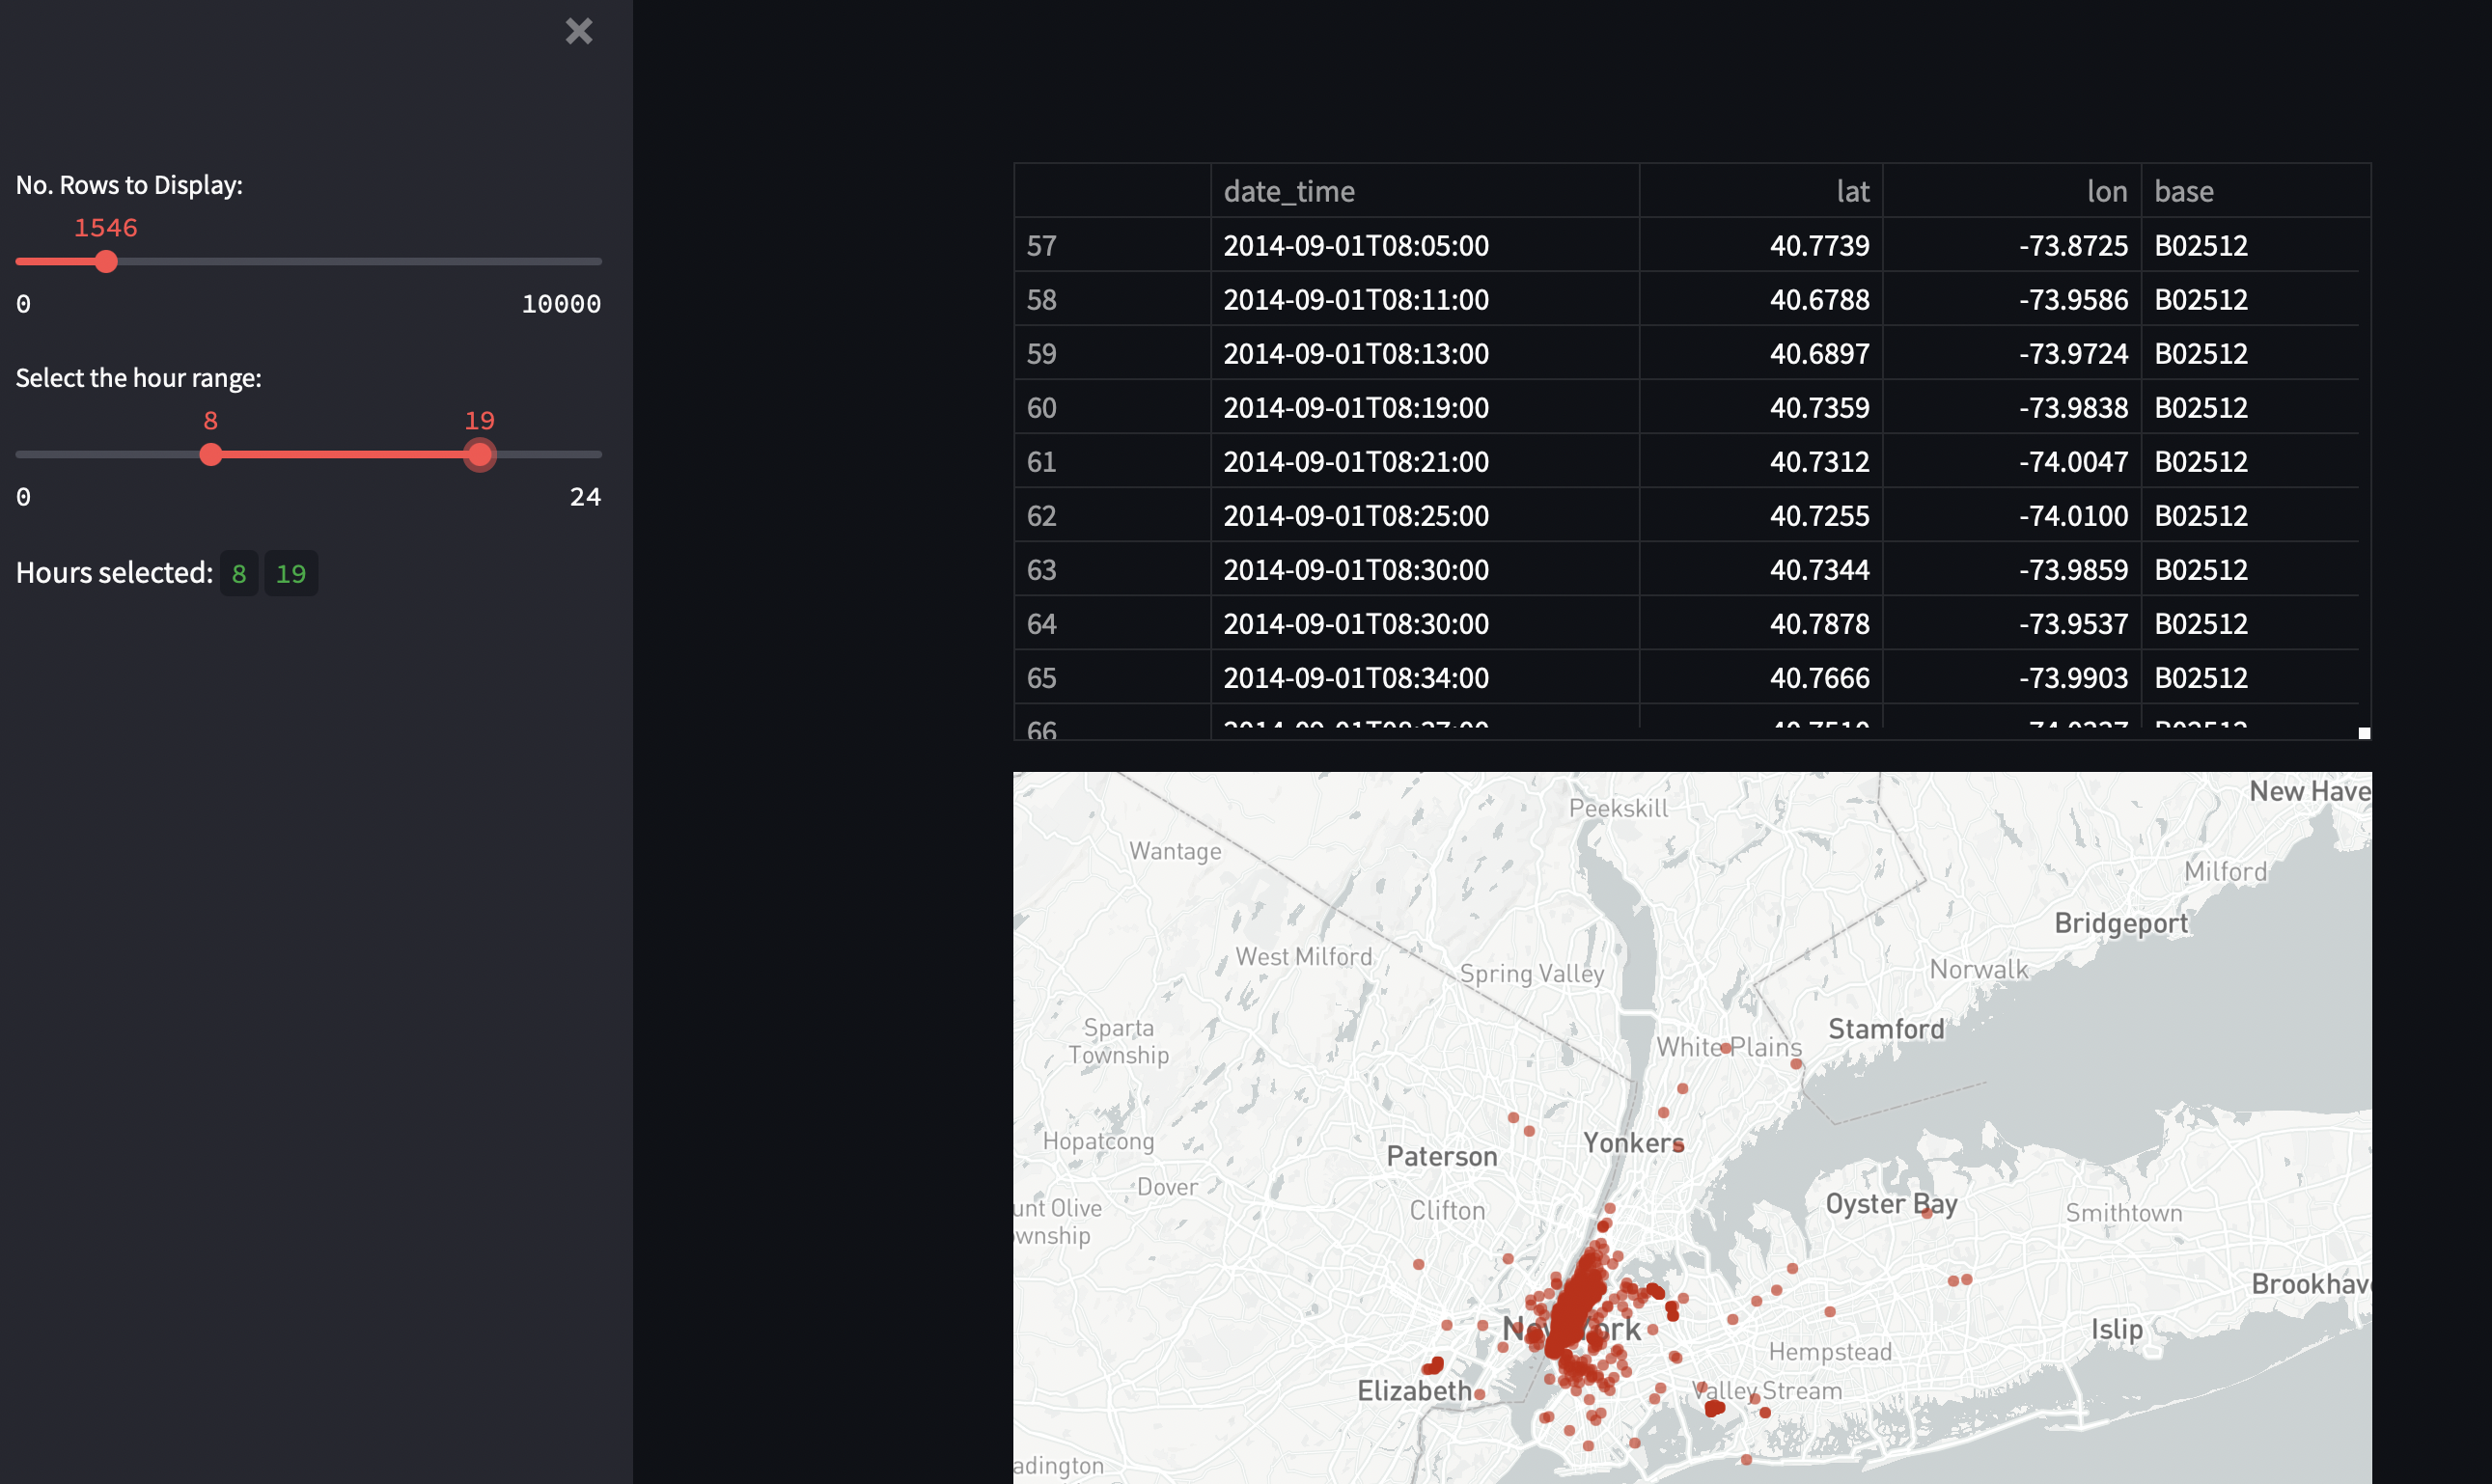 No. Rows to Display:
1546
0 10000
Select the hour range:
8 19
0 24
Hours selected: 8 19
date_time lat lon base
57 2014-09-01T08:05:00 40.7739 -73.8725 B02512
58 2014-09-01T08:11:00 40.6788 -73.9586 B02512
59 2014-09-01T08:13:00 40.6897 -73.9724 B02512
60 2014-09-01T08:19:00 40.7359 -73.9838 B02512
61 2014-09-01T08:21:00 40.7312 -74.0047 B02512
62 2014-09-01T08:25:00 40.7255 -74.0100 B02512
63 2014-09-01T08:30:00 40.7344 -73.9859 B02512
64 2014-09-01T08:30:00 40.7878 -73.9537 B02512
65 2014-09-01T08:34:00 40.7666 -73.9903 B02512
66
New Have
Peekskill
Wantage
Milford
Bridgeport
West Milford
Spring Valley
Norwalk
Sparta
Township
Stamford
White Plains
Hopatcong
Yonkers
Paterson
Dover
Oyster Bay
Clifton
Smithtown
unt Olive
wnship
Brookhav
New York
Islip
Hempstead
Elizabeth
Valley Stream
adington